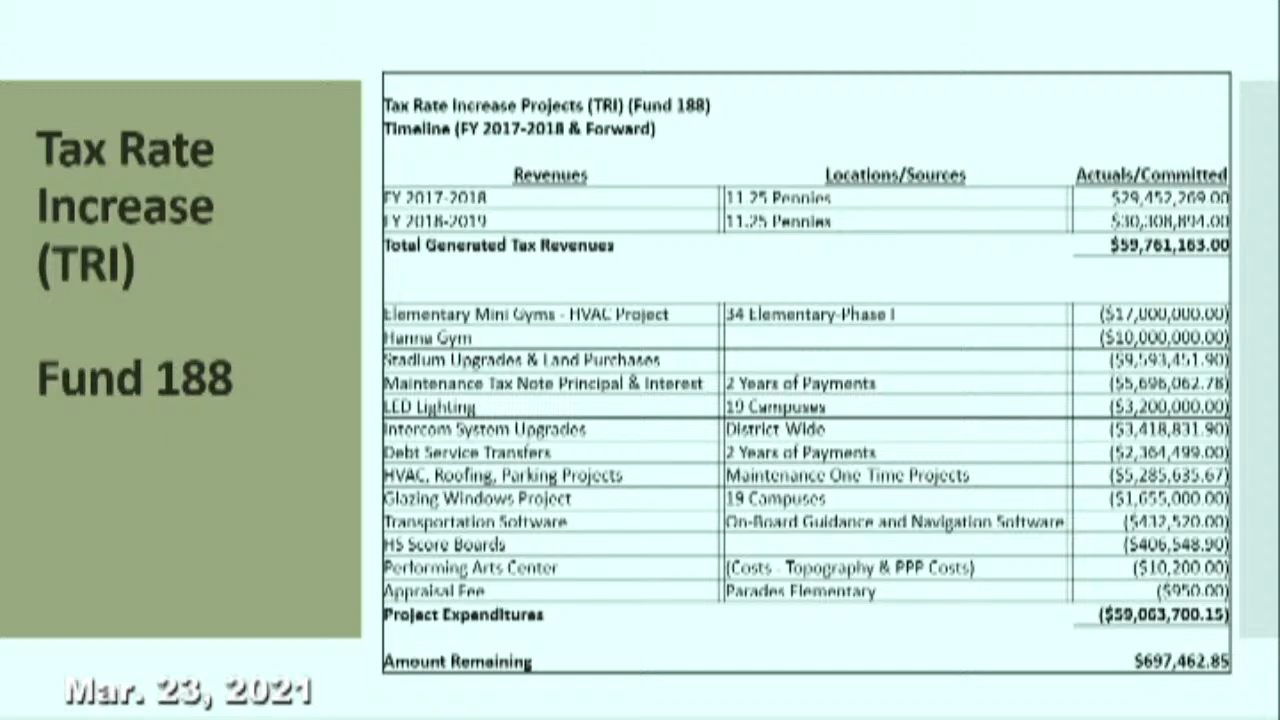 Tax Rate
Increase
(TRI)
Fund 188
Tax Rate Increase Projects (TRI) (Fund 188)
Timeline (FY 2017-2018 & Forward)
Revenues Locations/Sources Actuals/Committed
FY 2017-2018 11.25 Pennies $29,452,269.00
FY 2018-2019 11.25 Pennies $30,308,894.00
Total Generated Tax Revenues $59,761,163.00
Elementary Mini Gyms - HVAC Project 34 Elementary-Phase I ($17,000,000.00)
Hanna Gym ($10,000,000.00)
Stadium Upgrades & Land Purchases ($9,593,451.90)
Maintenance Tax Note Principal & Interest 2 Years of Payments ($5,696,062.78)
LED Lighting 19 Campuses ($3,200,000.00)
Intercom System Upgrades District Wide ($3,418,831.90)
Debt Service Transfers 2 Years of Payments ($2,364,499.00)
HVAC, Roofing, Parking Projects Maintenance One Time Projects ($5,285,635.67)
Glazing Windows Project 19 Campuses ($1,655,000.00)
Transportation Software On-Board Guidance and Navigation Software ($432,520.00)
HS Score Boards ($406,548.90)
Performing Arts Center (Costs - Topography & PPP Costs) ($10,200.00)
Appraisal Fee Paredes Elementary ($950.00)
Project Expenditures ($59,063,700.15)
Amount Remaining $697,462.85
Mar. 23, 2021